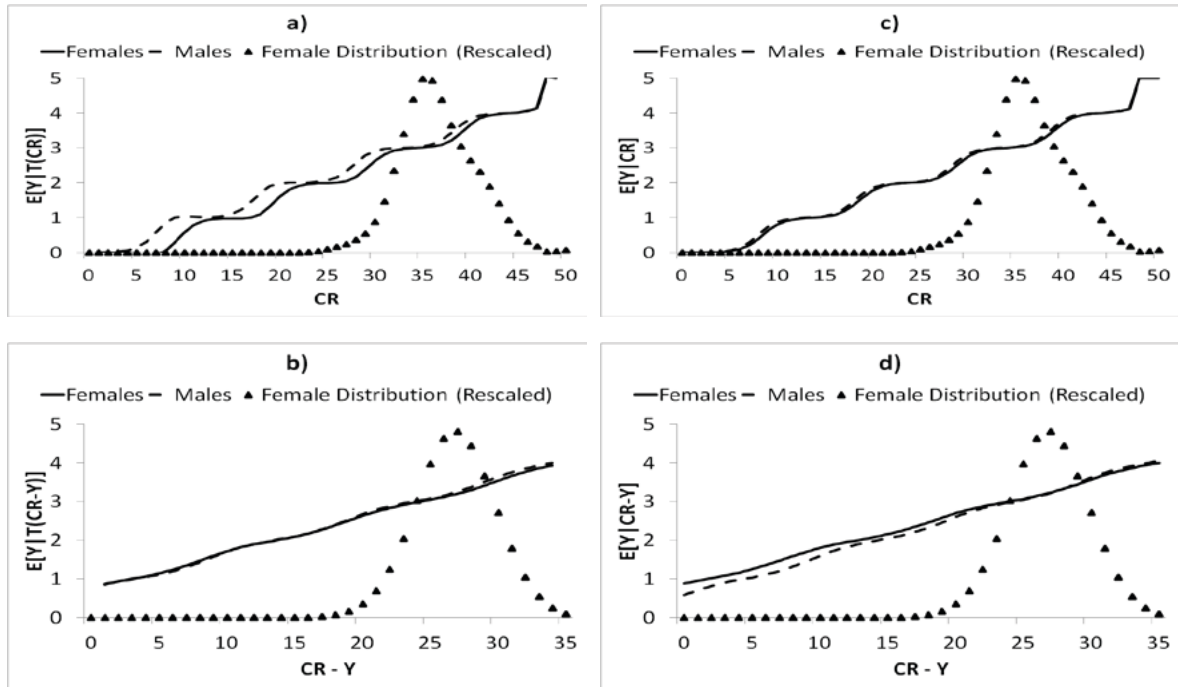 a)
Females Males Female Distribution (Rescaled)
5
4
3
2
1
0
E[Y|T(CR)]
0 5 10 15 20 25 30 35 40 45 50
CR
c)
Females Males Female Distribution (Rescaled)
5
4
3
2
1
0
E[Y|CR]
0 5 10 15 20 25 30 35 40 45 50
CR
b)
Females Males Female Distribution (Rescaled)
5
4
3
2
1
0
E[Y|T(CR-Y)]
0 5 10 15 20 25 30 35
CR - Y
d)
Females Males Female Distribution (Rescaled)
5
4
3
2
1
0
E[Y|CR-Y]
0 5 10 15 20 25 30 35
CR - Y